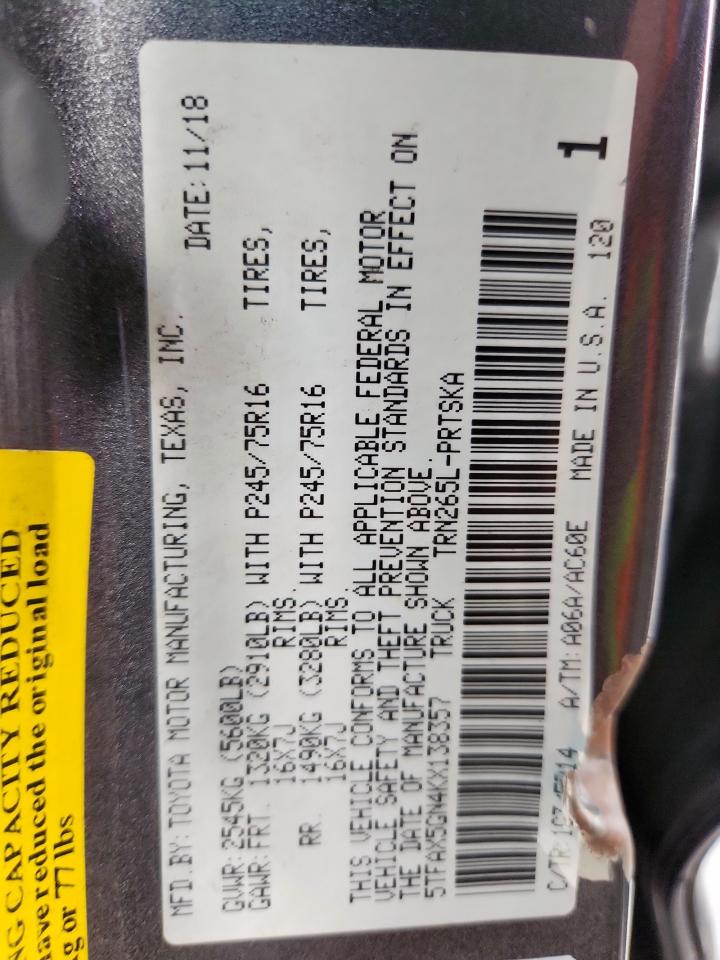 NG CAPACITY REDUCED
have reduced the original load
g or 77 lbs
MFD.BY: TOYOTA MOTOR MANUFACTURING, TEXAS, INC. DATE: 11/18
GVWR: 2545KG (5600LB)
GAWR: FRT. 1320KG (2910LB) WITH P245/75R16 TIRES,
16X7J RIMS.
RR. 1490KG (3280LB) WITH P245/75R16 TIRES,
16X7J RIMS.
THIS VEHICLE CONFORMS TO ALL APPLICABLE FEDERAL MOTOR
VEHICLE SAFETY AND THEFT PREVENTION STANDARDS IN EFFECT ON
THE DATE OF MANUFACTURE SHOWN ABOVE.
5TFAX5GN4KX138357 TRUCK TRN265L-PRTSKA
1
C/TR: A/TM: A06A/AC60E MADE IN U.S.A. 120